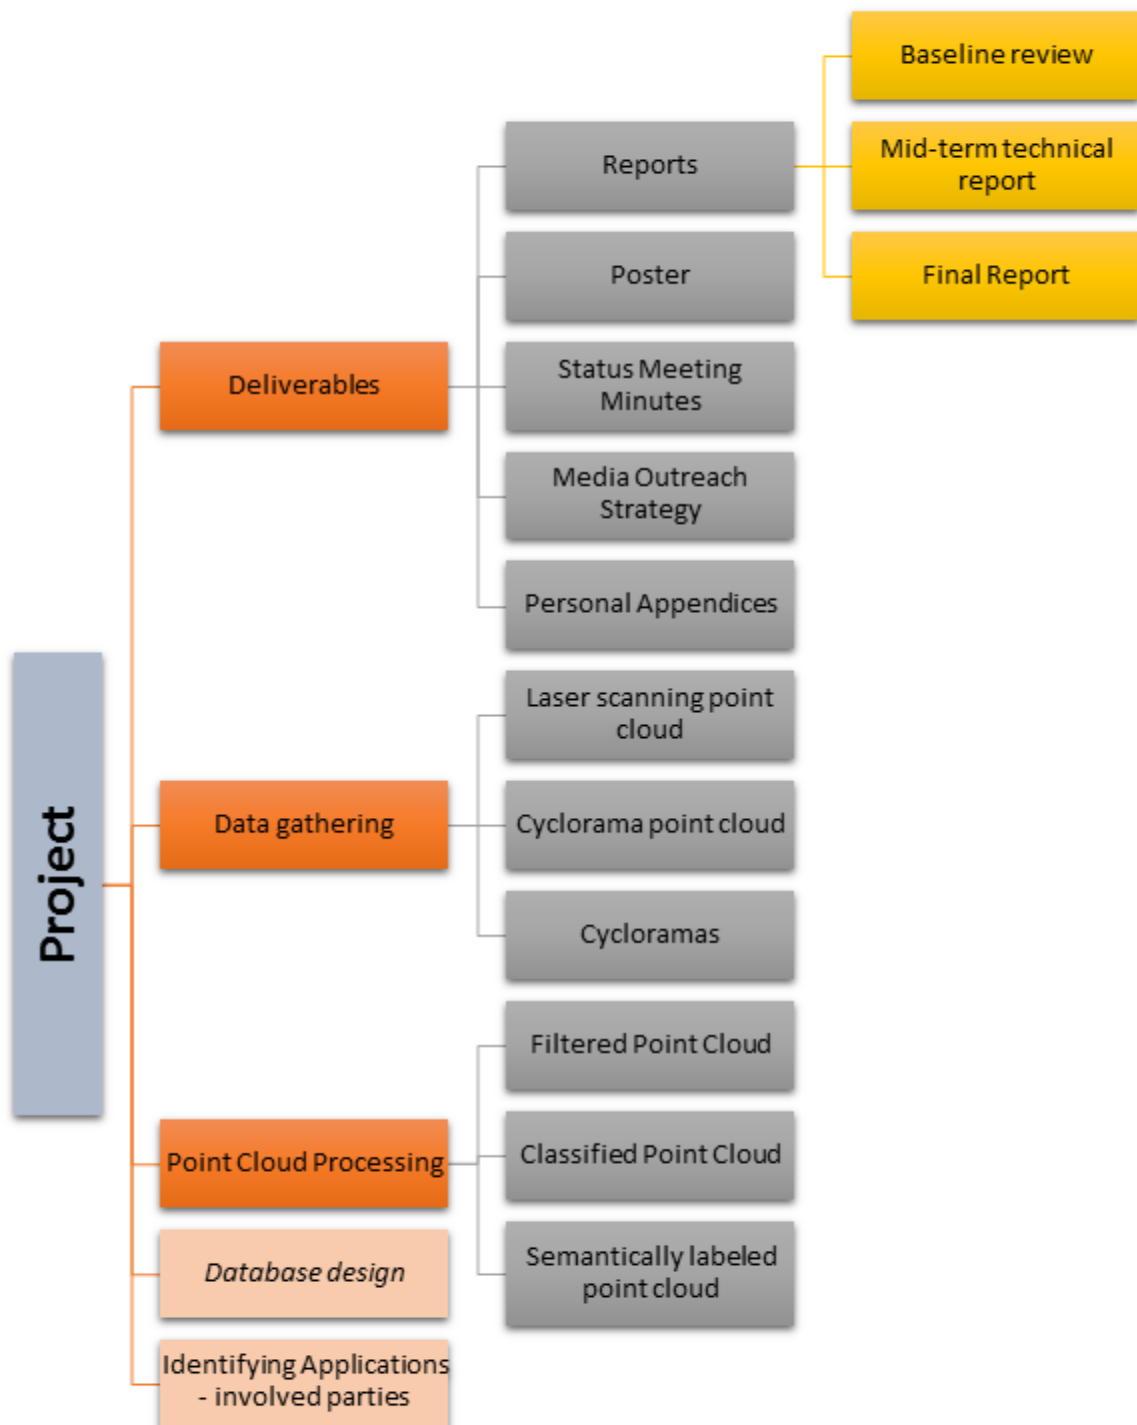 Project
Deliverables
Reports
Baseline review
Mid-term technical
report
Final Report
Poster
Status Meeting
Minutes
Media Outreach
Strategy
Personal Appendices
Data gathering
Laser scanning point
cloud
Cyclorama point cloud
Cycloramas
Point Cloud Processing
Filtered Point Cloud
Classified Point Cloud
Semantically labeled
point cloud
Database design
Identifying Applications
- involved parties